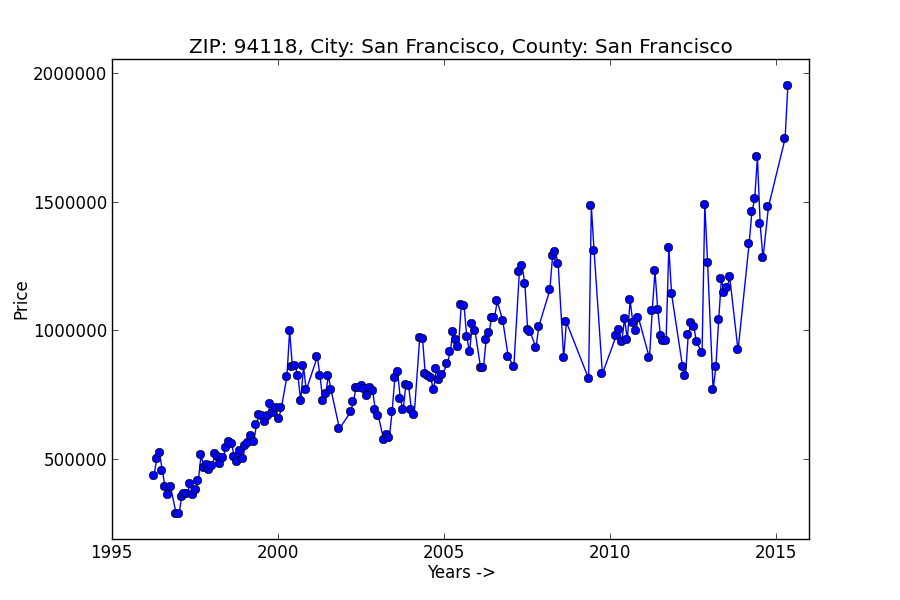 ZIP: 94118, City: San Francisco, County: San Francisco
2000000
1500000
1000000
500000
Price
1995 2000 2005 2010 2015
Years ->